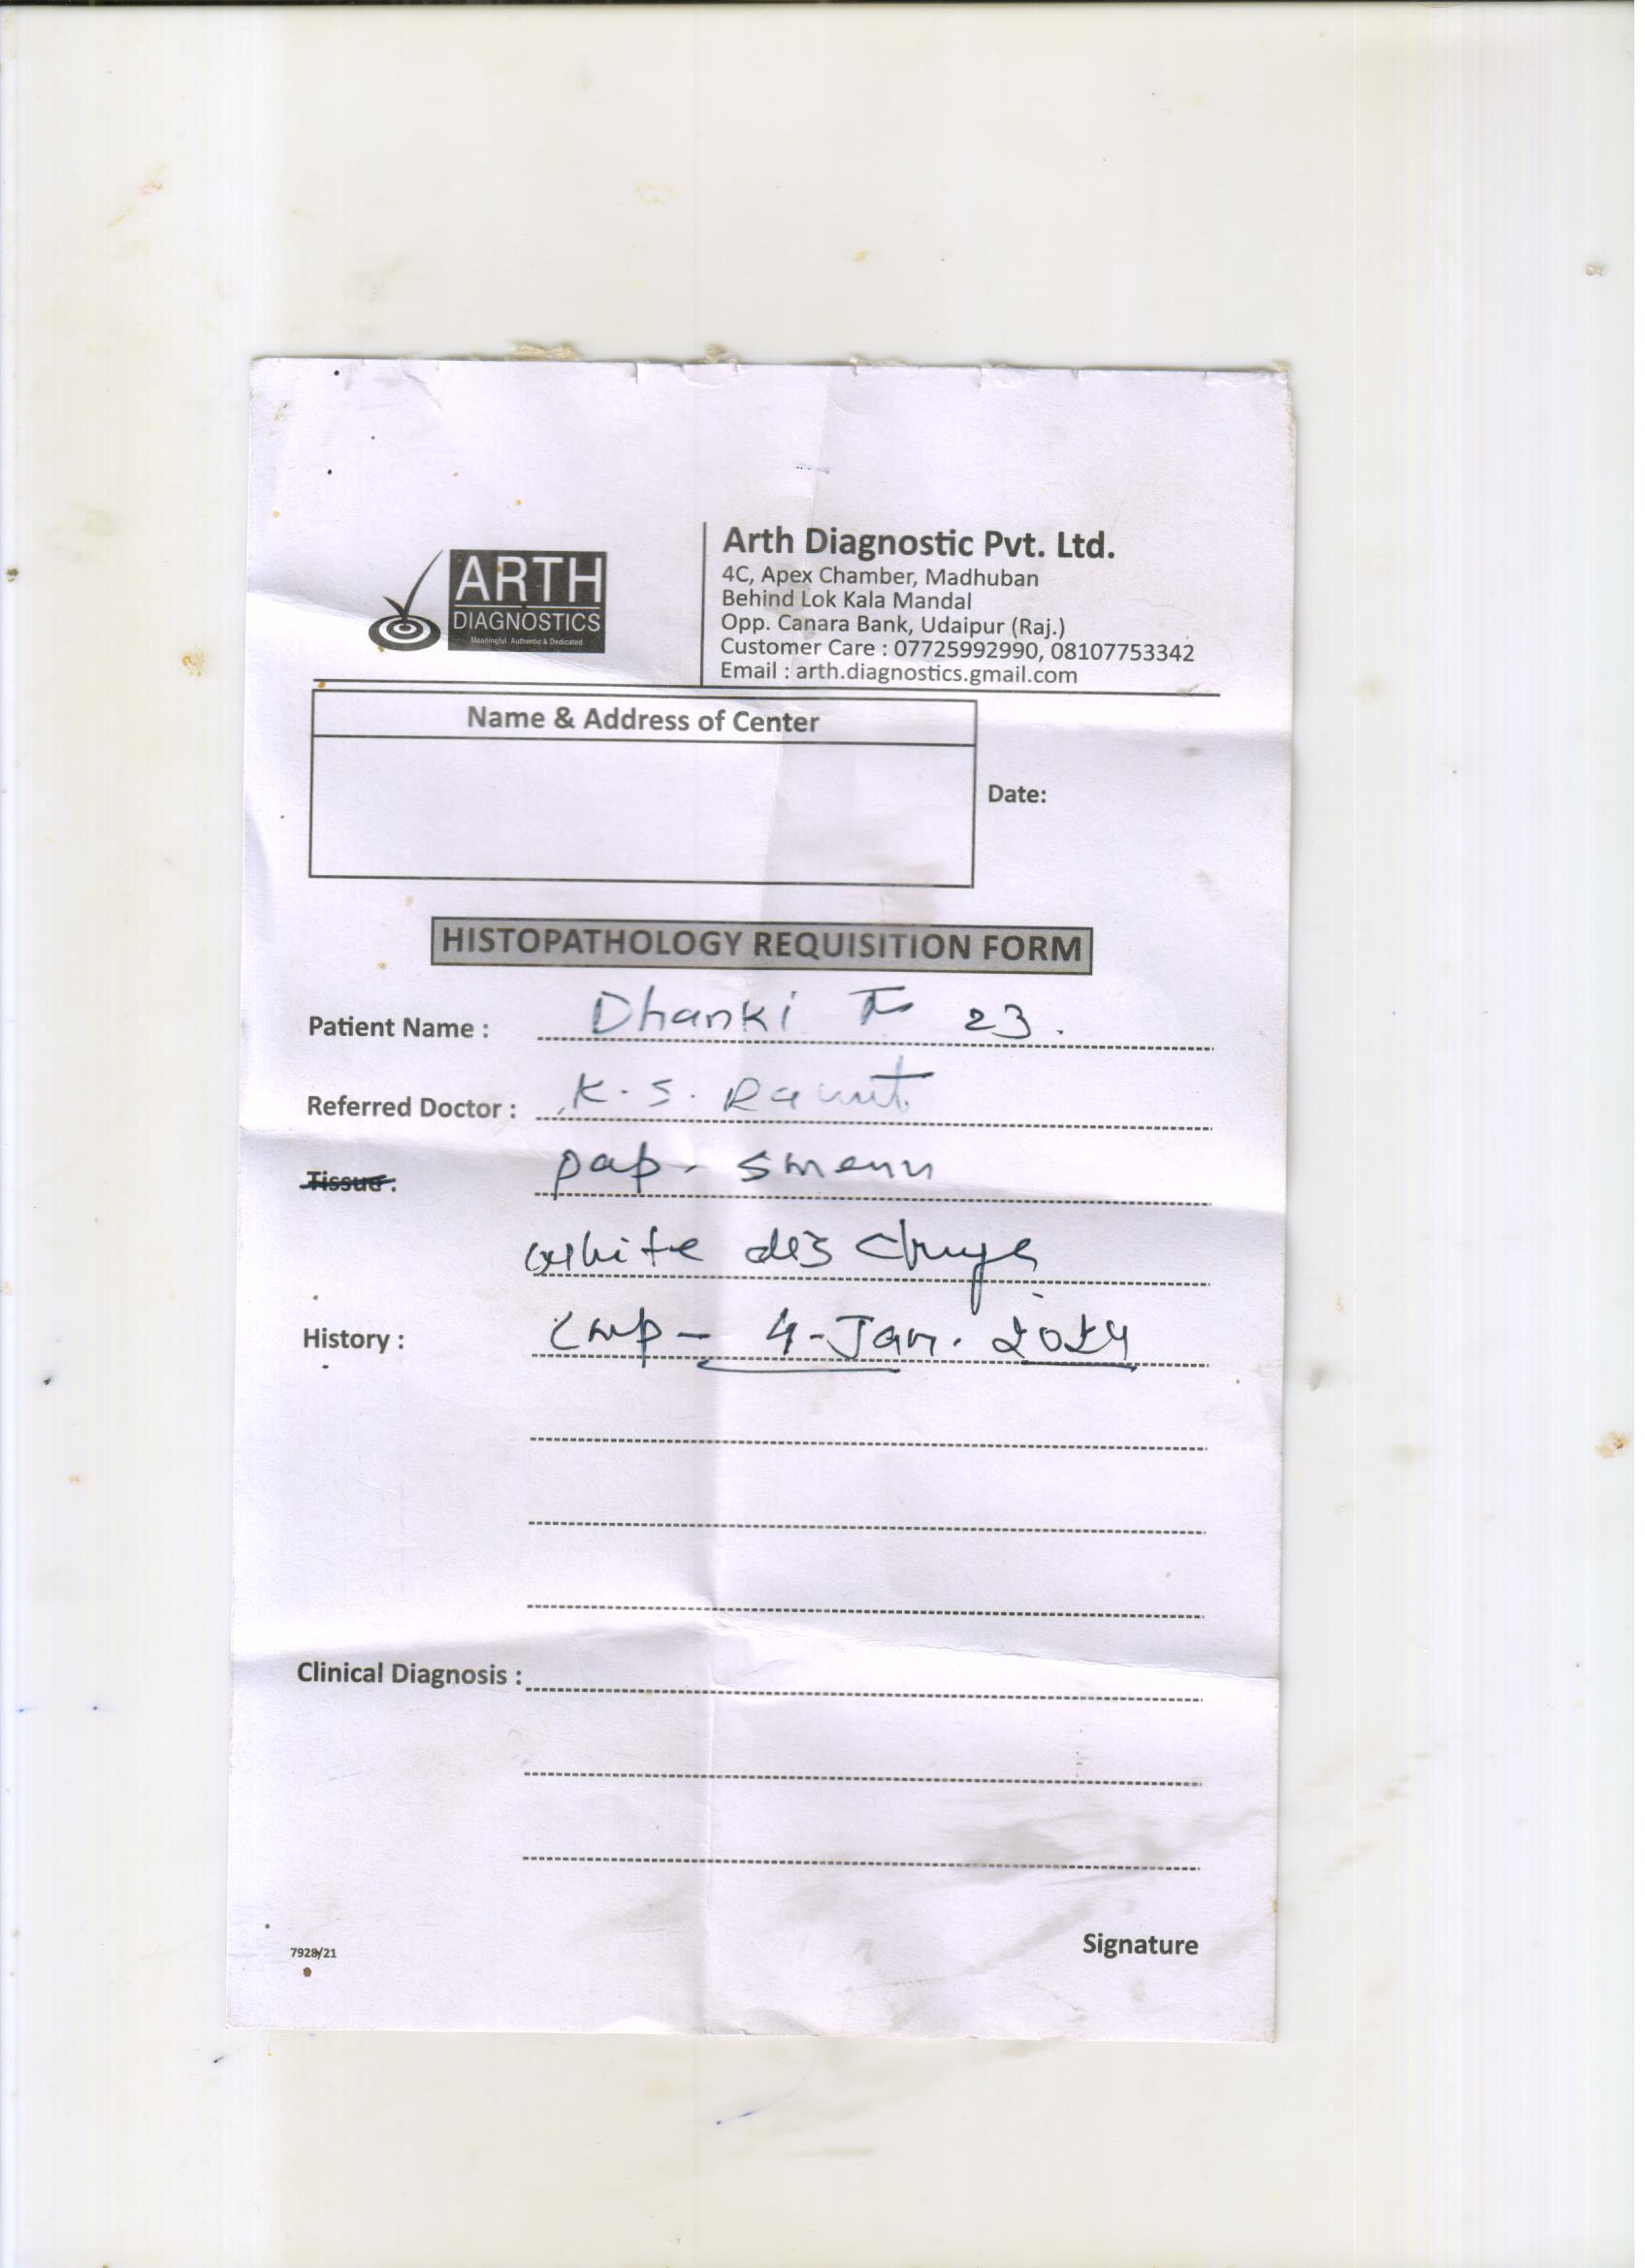 ARTH
DIAGNOSTICS
Meaningful. Authentic & Dedicated
Arth Diagnostic Pvt. Ltd.
4C, Apex Chamber, Madhuban
Behind Lok Kala Mandal
Opp. Canara Bank, Udaipur (Raj.)
Customer Care : 07725992990, 08107753342
Email : arth.diagnostics.gmail.com
Name & Address of Center
Date:
HISTOPATHOLOGY REQUISITION FORM
Patient Name : Dhanki F 23.
Referred Doctor : K. S.
Tissue : pap - smear
white discharge
History : Lmp - 4 - Jan. 2024
Clinical Diagnosis :
Signature
7928/21